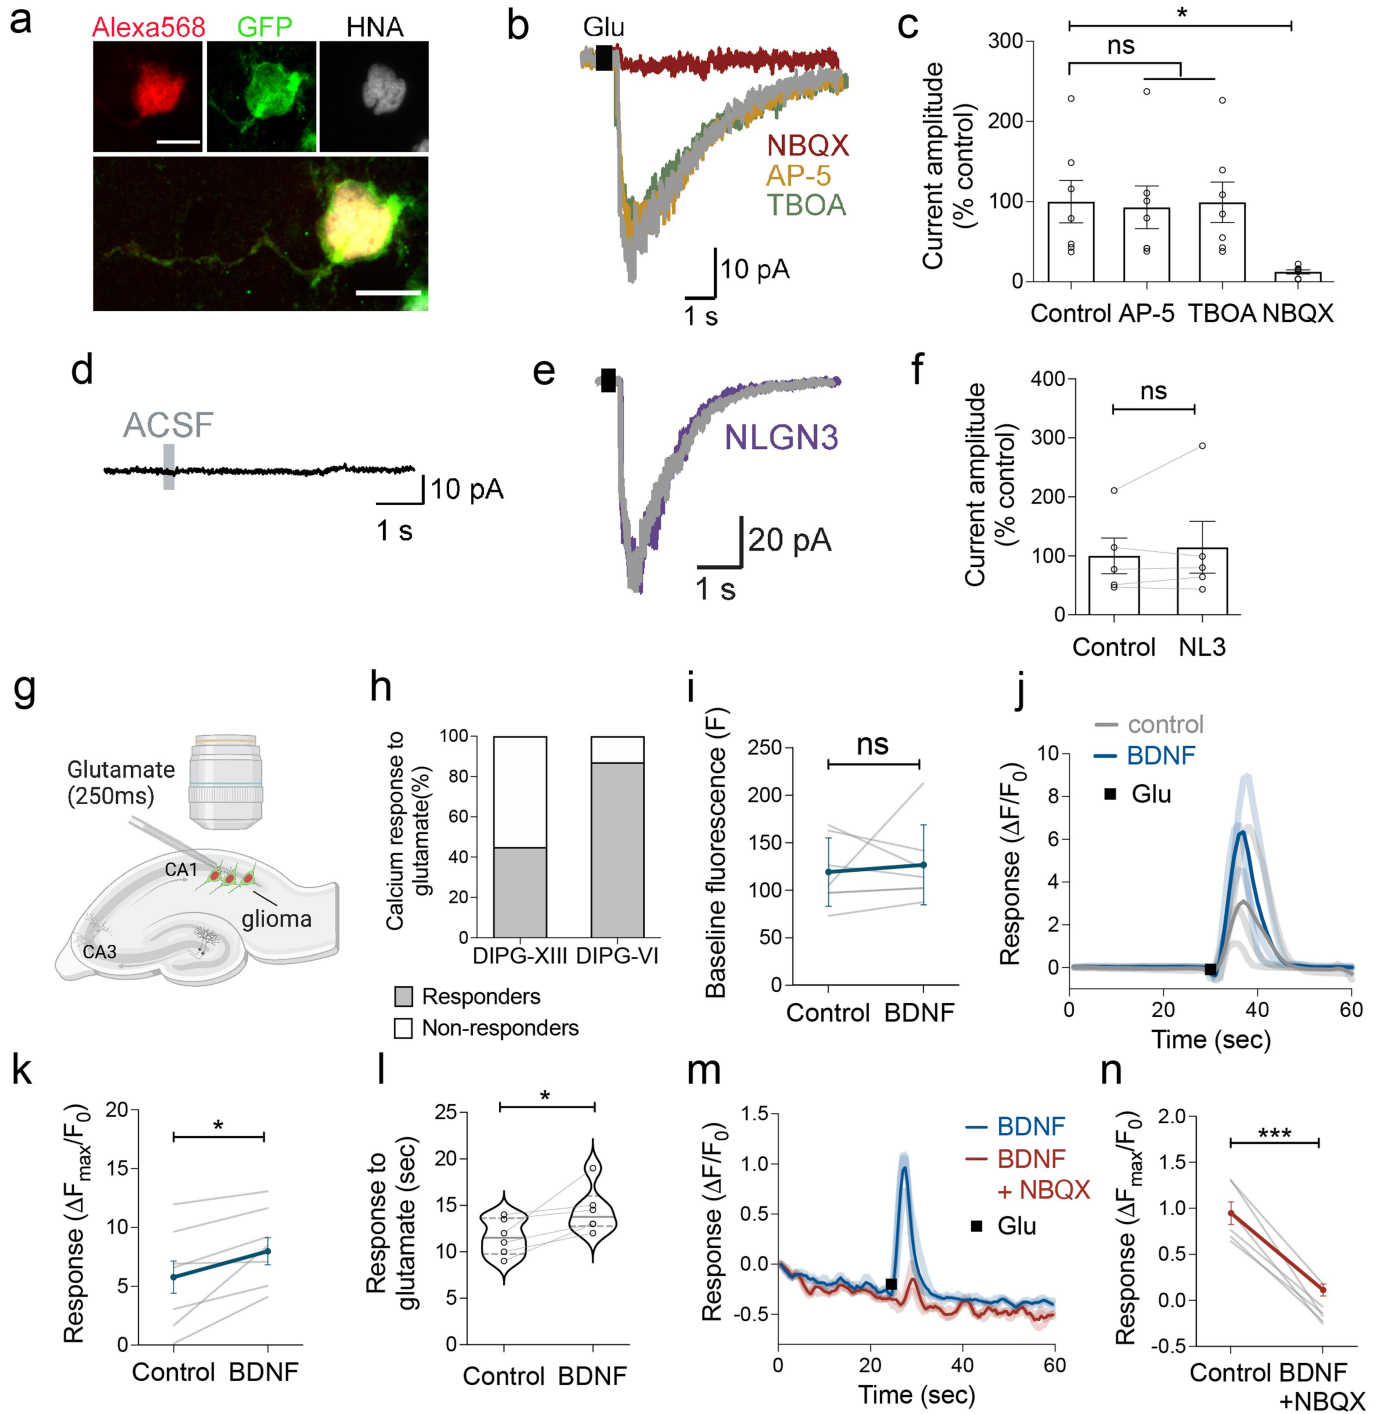 a
Alexa568 GFP HNA
b
Glu
NBQX
AP-5
TBOA
10 pA
1 s
c
Current amplitude
(% control)
300
200
100
0
ns
*
Control AP-5 TBOA NBQX
d
ACSF
10 pA
1 s
e
NLGN3
20 pA
1 s
f
Current amplitude
(% control)
400
300
200
100
0
ns
Control NL3
g
Glutamate
(250ms)
CA1
glioma
CA3
h
Calcium response to
glutamate(%)
100
80
60
40
20
0
DIPG-XIII DIPG-VI
Responders
Non-responders
i
Baseline fluorescence (F)
250
200
150
100
50
0
ns
Control BDNF
j
control
BDNF
Glu
Response (ΔF/F0)
10
8
6
4
2
0
0 20 40 60
Time (sec)
k
Response (ΔFmax/F0)
20
15
10
5
0
*
Control BDNF
l
Response to
glutamate (sec)
25
20
15
10
5
0
*
Control BDNF
m
Response (ΔF/F0)
1.5
1.0
0.5
0.0
-0.5
BDNF
BDNF
+ NBQX
Glu
0 20 40 60
Time (sec)
n
Response (ΔFmax/F0)
2.0
1.5
1.0
0.5
0.0
-0.5
***
Control BDNF
+NBQX